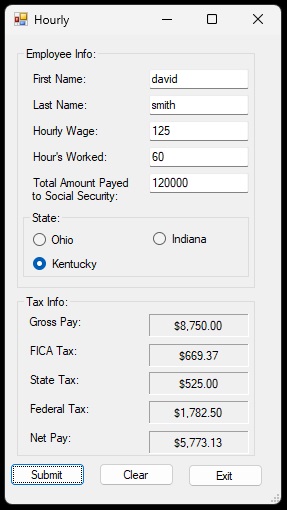 Hourly
Employee Info:
First Name: david
Last Name: smith
Hourly Wage: 125
Hour's Worked: 60
Total Amount Payed 120000
to Social Security:
State:
Ohio Indiana
Kentucky
Tax Info:
Gross Pay: $8,750.00
FICA Tax: $669.37
State Tax: $525.00
Federal Tax: $1,782.50
Net Pay: $5,773.13
Submit Clear Exit